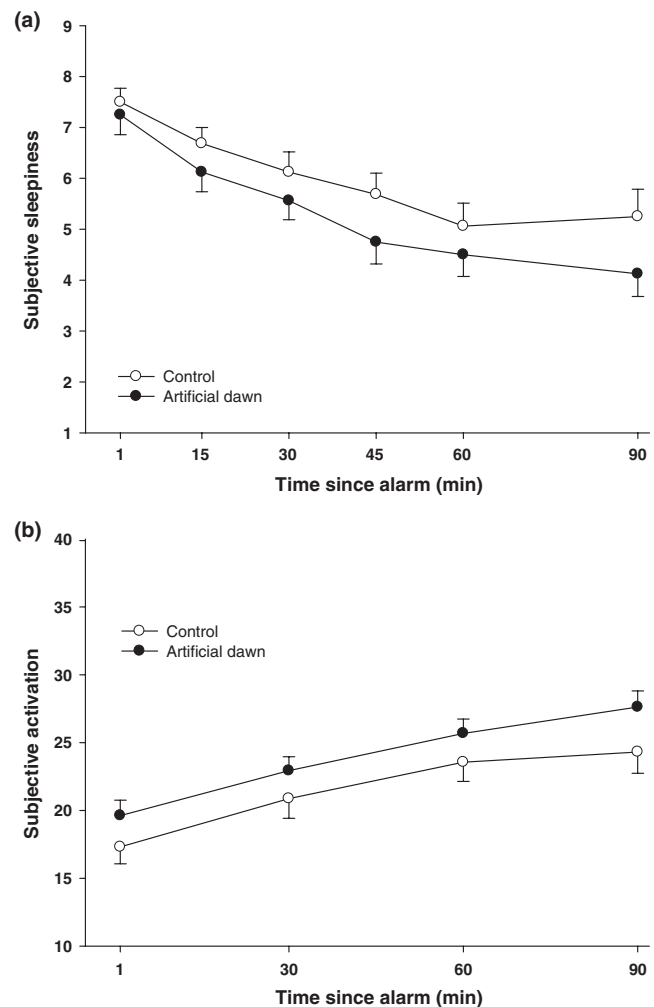 (a)
9
8
7
6
5
4
3
2
1
Subjective sleepiness
Control
Artificial dawn
1 15 30 45 60 90
Time since alarm (min)
(b)
40
35
30
25
20
15
10
Subjective activation
Control
Artificial dawn
1 30 60 90
Time since alarm (min)